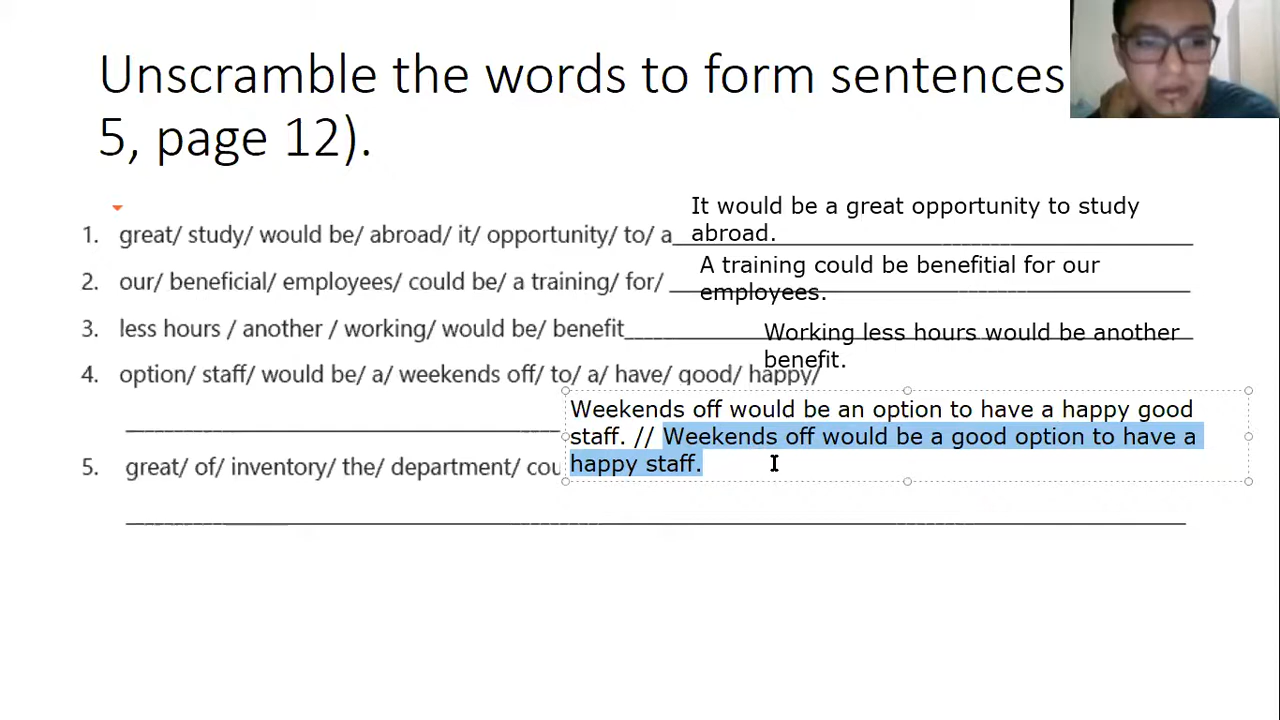 Unscramble the words to form sentences
5, page 12).
It would be a great opportunity to study
abroad.
1. great/ study/ would be/ abroad/ it/ opportunity/ to/ a
A training could be benefitial for our
employees.
2. our/ beneficial/ employees/ could be/ a training/ for/
3. less hours / another / working/ would be/ benefit
Working less hours would be another
benefit.
4. option/ staff/ would be/ a/ weekends off/ to/ a/ have/ good/ happy/
Weekends off would be an option to have a happy good
staff. // Weekends off would be a good option to have a
happy staff.
5. great/ of/ inventory/ the/ department/ cou